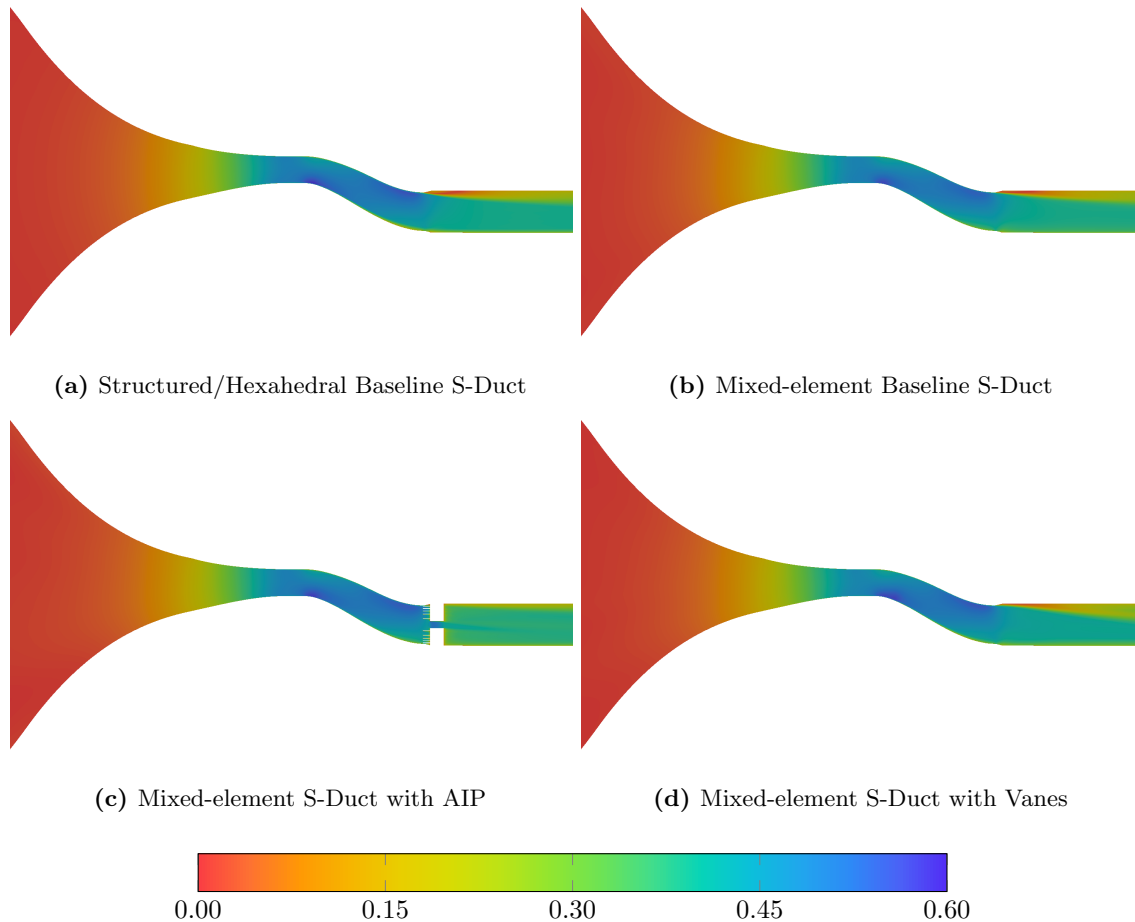 (a) Structured/Hexahedral Baseline S-Duct
(b) Mixed-element Baseline S-Duct
(c) Mixed-element S-Duct with AIP
(d) Mixed-element S-Duct with Vanes
0.00 0.15 0.30 0.45 0.60